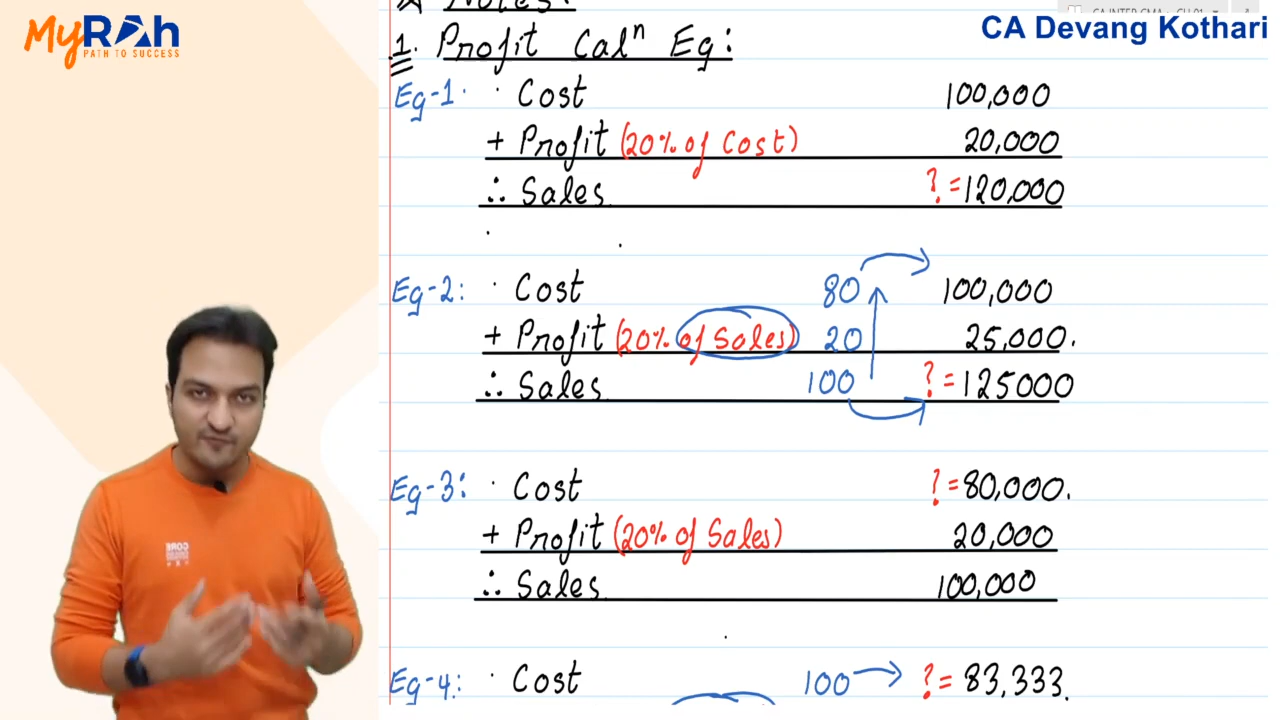 MyRAh
PATH TO SUCCESS
CA Devang Kothari
Notes:
1. Profit Calⁿ Eg:
Eg-1. Cost 100,000
+ Profit (20% of Cost) 20,000
∴ Sales ? = 120,000
Eg-2: Cost 80 100,000
+ Profit (20% of Sales) 20 25,000.
∴ Sales 100 ? = 125000
CORE
Eg-3: Cost ? = 80,000.
+ Profit (20% of Sales) 20,000
∴ Sales 100,000
Eg-4: Cost 100 → ? = 83,333.